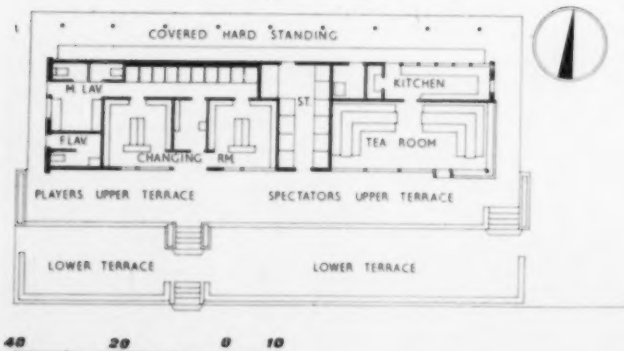 COVERED HARD STANDING
M. LAV.
KITCHEN
ST.
F. LAV.
TEA ROOM
CHANGING RM.
PLAYERS UPPER TERRACE SPECTATORS UPPER TERRACE
LOWER TERRACE LOWER TERRACE
40 20 0 10